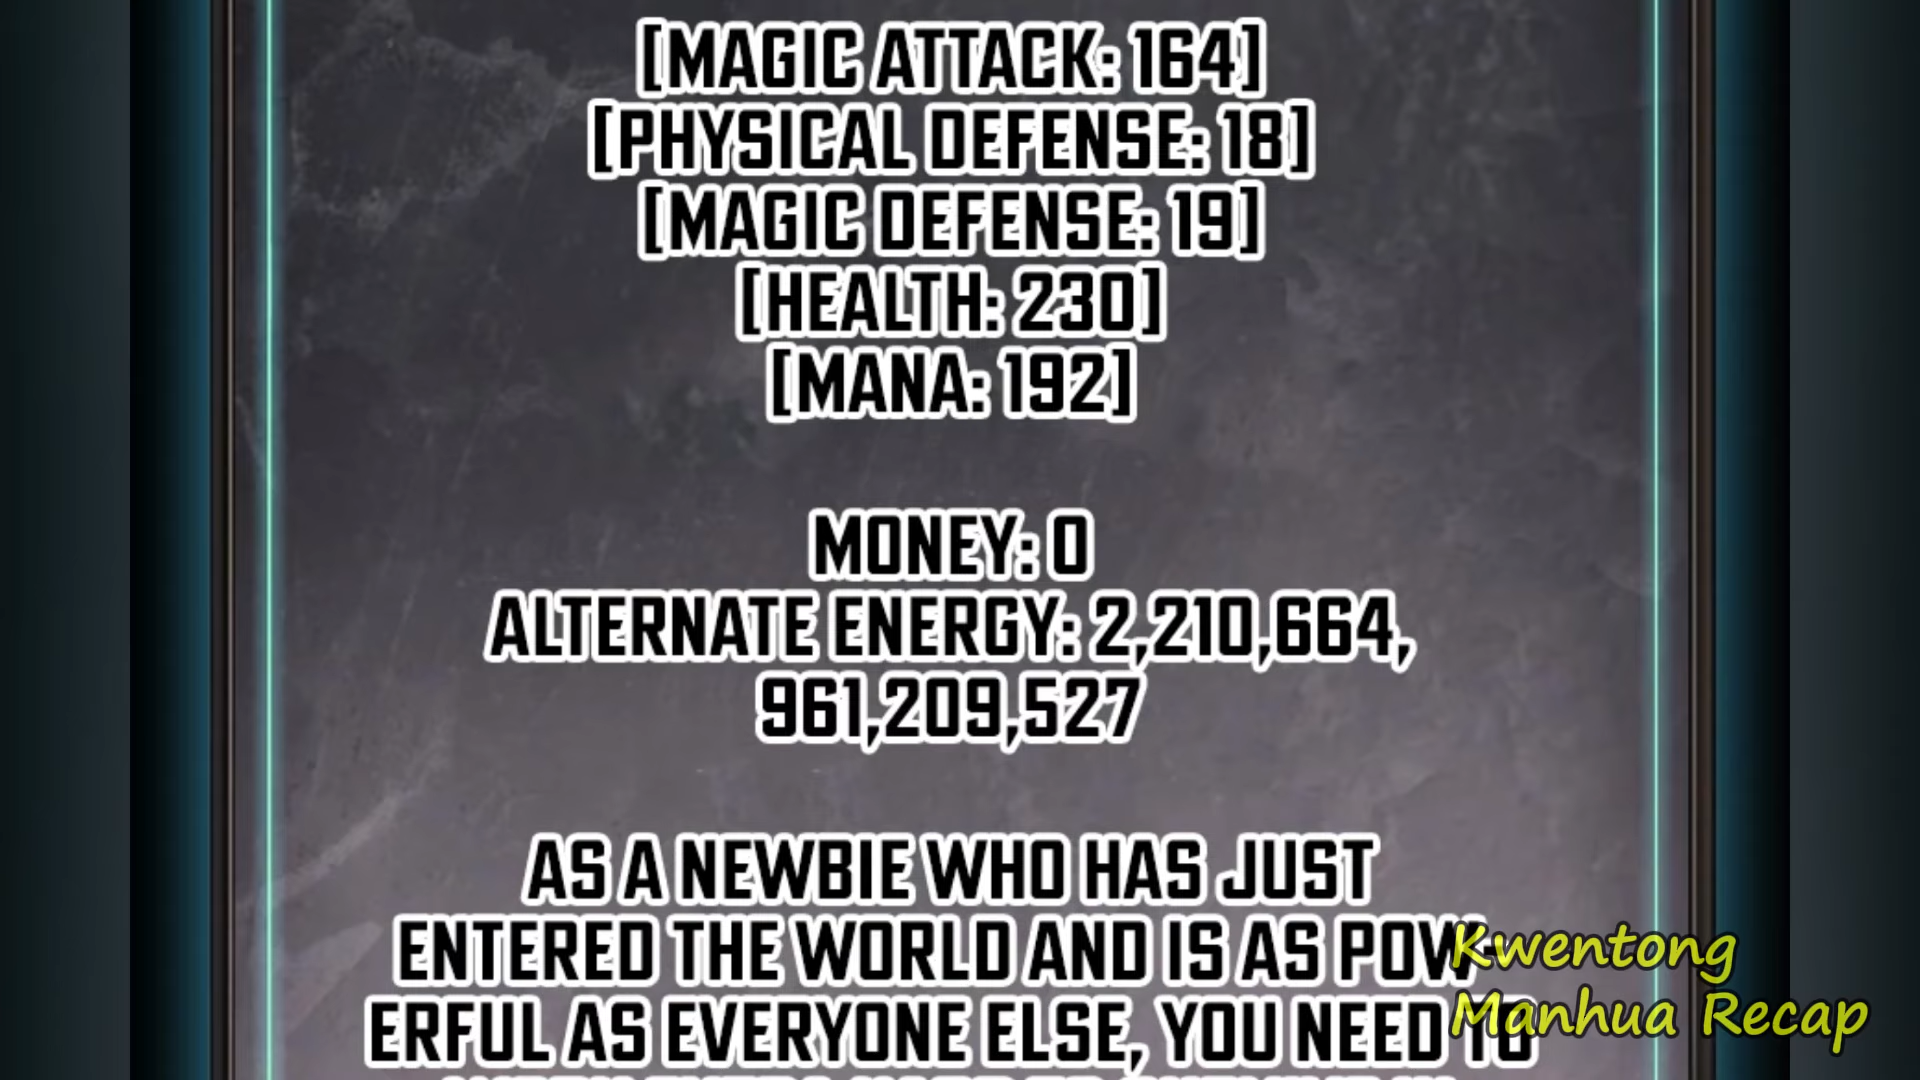 [MAGIC ATTACK: 164]
[PHYSICAL DEFENSE: 18]
[MAGIC DEFENSE: 19]
[HEALTH: 230]
[MANA: 192]
MONEY: 0
ALTERNATE ENERGY: 2,210,664,
961,209,527
AS A NEWBIE WHO HAS JUST
ENTERED THE WORLD AND IS AS POW-
ERFUL AS EVERYONE ELSE, YOU NEED TO
Kwentong
Manhua Recap